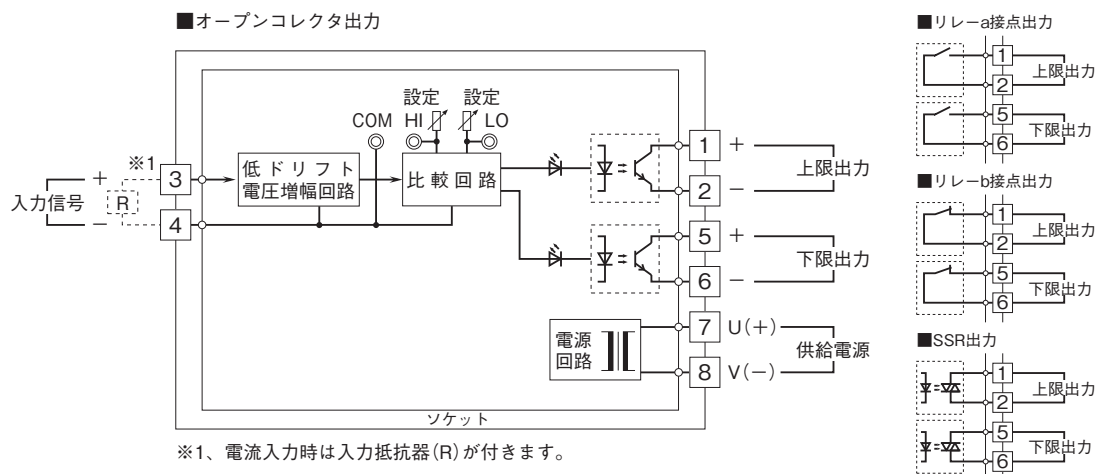 ■オープンコレクタ出力
設定 設定
COM HI LO
※1
入力信号
+
−
R
3
4
低ドリフト
電圧増幅回路
比較回路
1 +
2 −
上限出力
5 +
6 −
下限出力
電源
回路
7 U(+)
8 V(−)
供給電源
ソケット
※1、電流入力時は入力抵抗器(R)が付きます。
■リレーa接点出力
1
2
上限出力
5
6
下限出力
■リレーb接点出力
1
2
上限出力
5
6
下限出力
■SSR出力
1
2
上限出力
5
6
下限出力